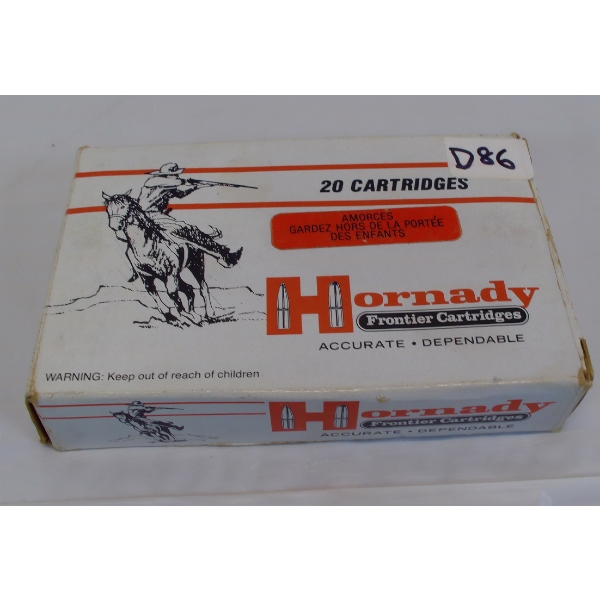 D86
20 CARTRIDGES
AMORCES
GARDEZ HORS DE LA PORTÉE
DES ENFANTS
Hornady
Frontier Cartridges
ACCURATE • DEPENDABLE
WARNING: Keep out of reach of children
Hornady
Frontier Cartridges
ACCURATE • DEPENDABLE